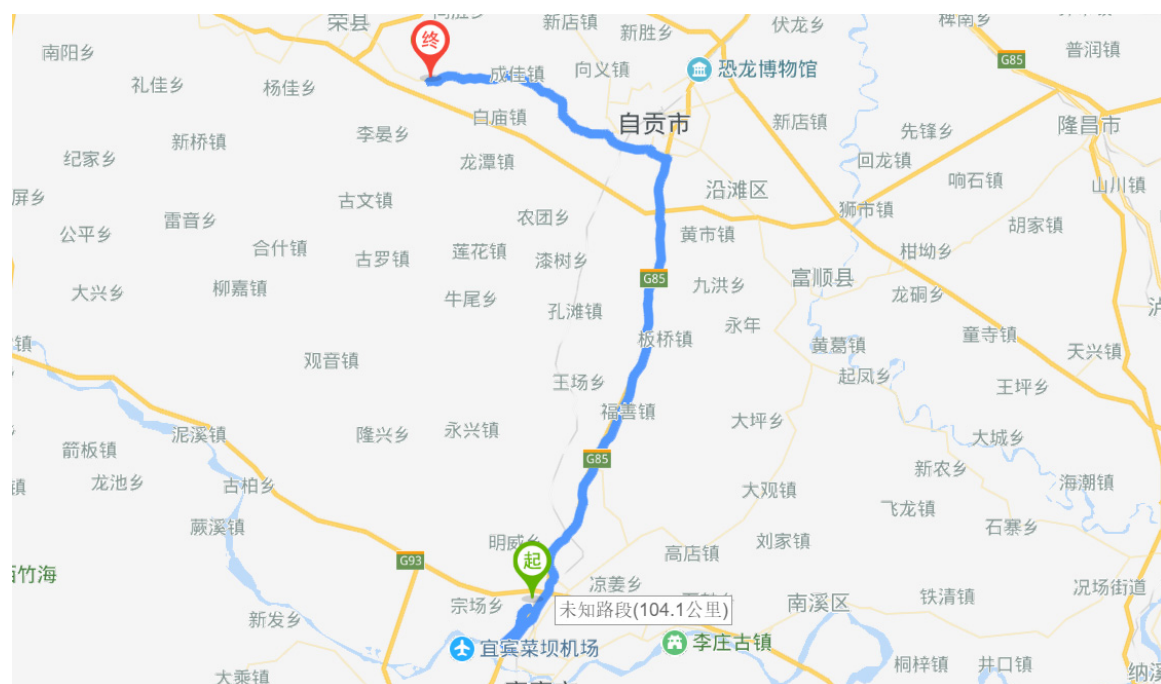 荣县
新店镇
新胜乡
伏龙乡
终
南阳乡
普润镇
G85
成佳镇
向义镇
恐龙博物馆
礼佳乡
杨佳乡
白庙镇
自贡市
新店镇
隆昌市
李晏乡
先锋乡
新桥镇
纪家乡
龙潭镇
回龙镇
响石镇
山川镇
屏乡
沿滩区
古文镇
狮市镇
雷音乡
农团乡
胡家镇
公平乡
黄市镇
合什镇
莲花镇
柑坳乡
古罗镇
漆树乡
G85
富顺县
九洪乡
柳嘉镇
大兴乡
龙硐乡
牛尾乡
孔滩镇
永年
童寺镇
镇
板桥镇
黄葛镇
天兴镇
观音镇
起凤乡
王场乡
王坪乡
福善镇
大坪乡
泥溪镇
隆兴乡
永兴镇
大城乡
箭板镇
G85
新农乡
龙池乡
古柏乡
大观镇
海潮镇
镇
飞龙镇
蕨溪镇
石寨乡
明威乡
刘家镇
高店镇
起
G93
竹海
凉姜乡
况场街道
铁清镇
宗场乡
未知路段(104.1公里)
南溪区
新发乡
李庄古镇
宜宾菜坝机场
桐梓镇
井口镇
大乘镇
纳溪